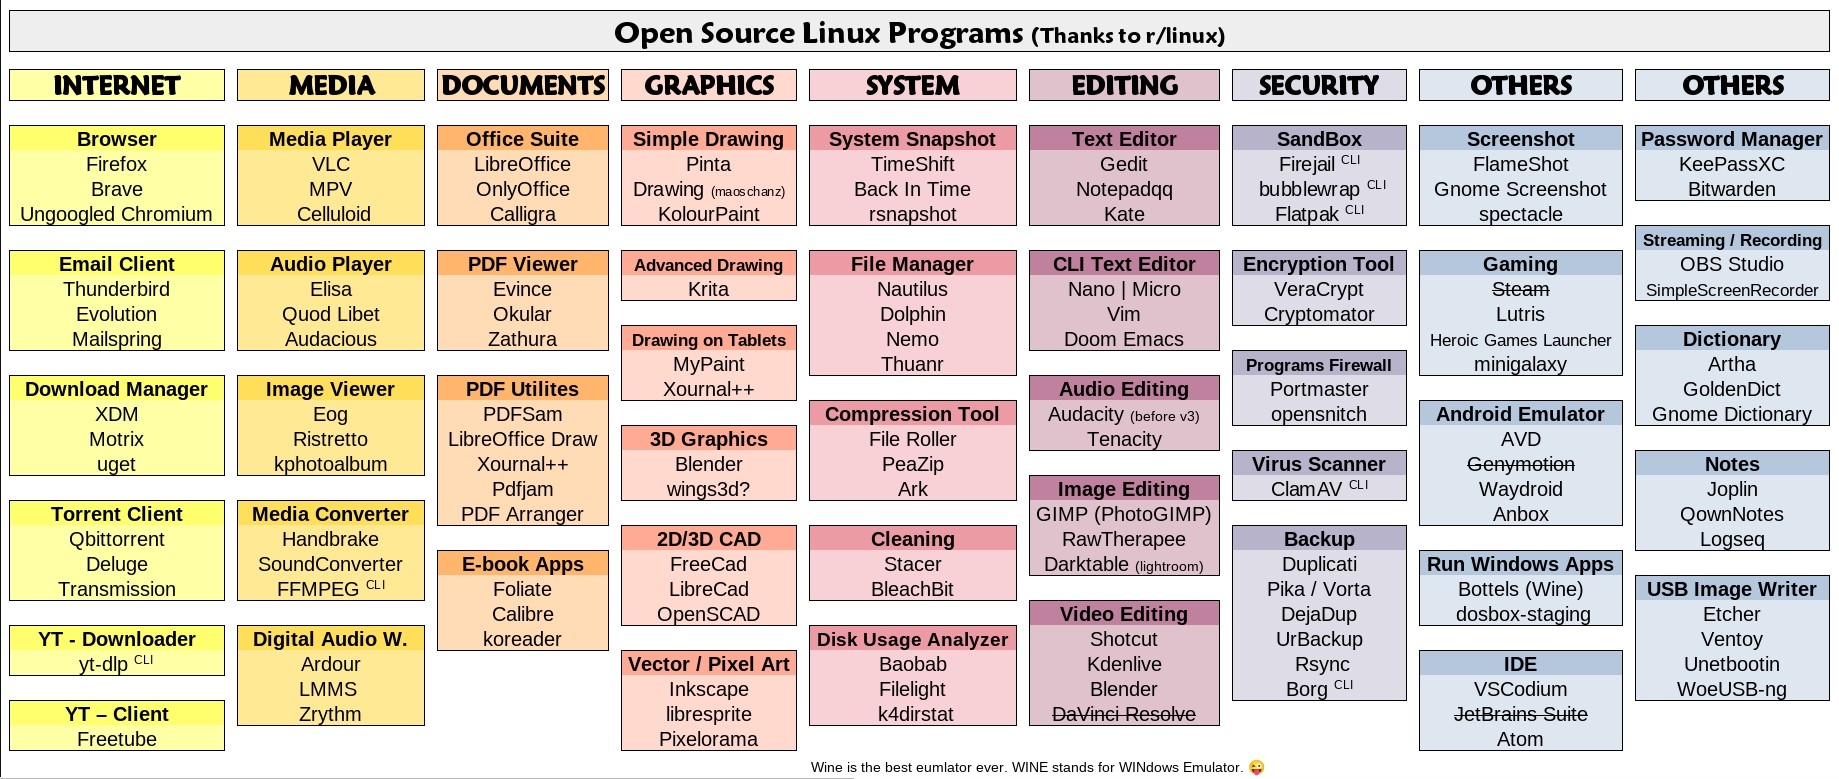 Open Source Linux Programs (Thanks to r/linux)
INTERNET
Browser
Firefox
Brave
Ungoogled Chromium
Email Client
Thunderbird
Evolution
Mailspring
Download Manager
XDM
Motrix
uget
Torrent Client
Qbittorrent
Deluge
Transmission
YT - Downloader
yt-dlp CLI
YT – Client
Freetube
MEDIA
Media Player
VLC
MPV
Celluloid
Audio Player
Elisa
Quod Libet
Audacious
Image Viewer
Eog
Ristretto
kphotoalbum
Media Converter
Handbrake
SoundConverter
FFMPEG CLI
Digital Audio W.
Ardour
LMMS
Zrythm
DOCUMENTS
Office Suite
LibreOffice
OnlyOffice
Calligra
PDF Viewer
Evince
Okular
Zathura
PDF Utilites
PDFSam
LibreOffice Draw
Xournal++
Pdfjam
PDF Arranger
E-book Apps
Foliate
Calibre
koreader
GRAPHICS
Simple Drawing
Pinta
Drawing (maoschanz)
KolourPaint
Advanced Drawing
Krita
Drawing on Tablets
MyPaint
Xournal++
3D Graphics
Blender
wings3d?
2D/3D CAD
FreeCad
LibreCad
OpenSCAD
Vector / Pixel Art
Inkscape
libresprite
Pixelorama
SYSTEM
System Snapshot
TimeShift
Back In Time
rsnapshot
File Manager
Nautilus
Dolphin
Nemo
Thuanr
Compression Tool
File Roller
PeaZip
Ark
Cleaning
Stacer
BleachBit
Disk Usage Analyzer
Baobab
Filelight
k4dirstat
EDITING
Text Editor
Gedit
Notepadqq
Kate
CLI Text Editor
Nano | Micro
Vim
Doom Emacs
Audio Editing
Audacity (before v3)
Tenacity
Image Editing
GIMP (PhotoGIMP)
RawTherapee
Darktable (lightroom)
Video Editing
Shotcut
Kdenlive
Blender
DaVinci Resolve
SECURITY
SandBox
Firejail CLI
bubblewrap CLI
Flatpak CLI
Encryption Tool
VeraCrypt
Cryptomator
Programs Firewall
Portmaster
opensnitch
Virus Scanner
ClamAV CLI
Backup
Duplicati
Pika / Vorta
DejaDup
UrBackup
Rsync
Borg CLI
OTHERS
Screenshot
FlameShot
Gnome Screenshot
spectacle
Gaming
Steam
Lutris
Heroic Games Launcher
minigalaxy
Android Emulator
AVD
Genymotion
Waydroid
Anbox
Run Windows Apps
Bottels (Wine)
dosbox-staging
IDE
VSCodium
JetBrains Suite
Atom
OTHERS
Password Manager
KeePassXC
Bitwarden
Streaming / Recording
OBS Studio
SimpleScreenRecorder
Dictionary
Artha
GoldenDict
Gnome Dictionary
Notes
Joplin
QownNotes
Logseq
USB Image Writer
Etcher
Ventoy
Unetbootin
WoeUSB-ng
Wine is the best eumlator ever. WINE stands for WINdows Emulator. 😜